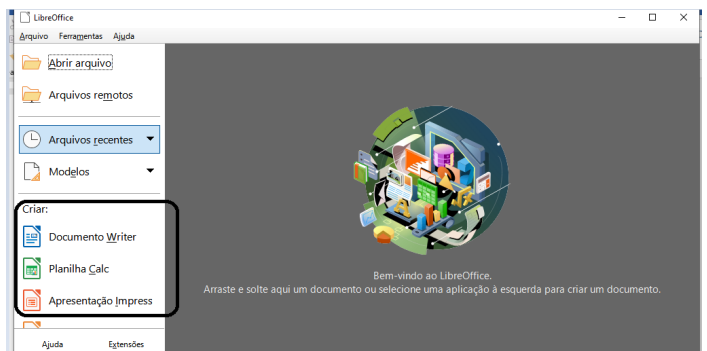 LibreOffice
Arquivo Ferramentas Ajuda
Abrir arquivo
Arquivos remotos
Arquivos recentes
Modelos
Criar:
Documento Writer
Planilha Calc
Apresentação Impress
Ajuda Extensões
Bem-vindo ao LibreOffice.
Arraste e solte aqui um documento ou selecione uma aplicação à esquerda para criar um documento.